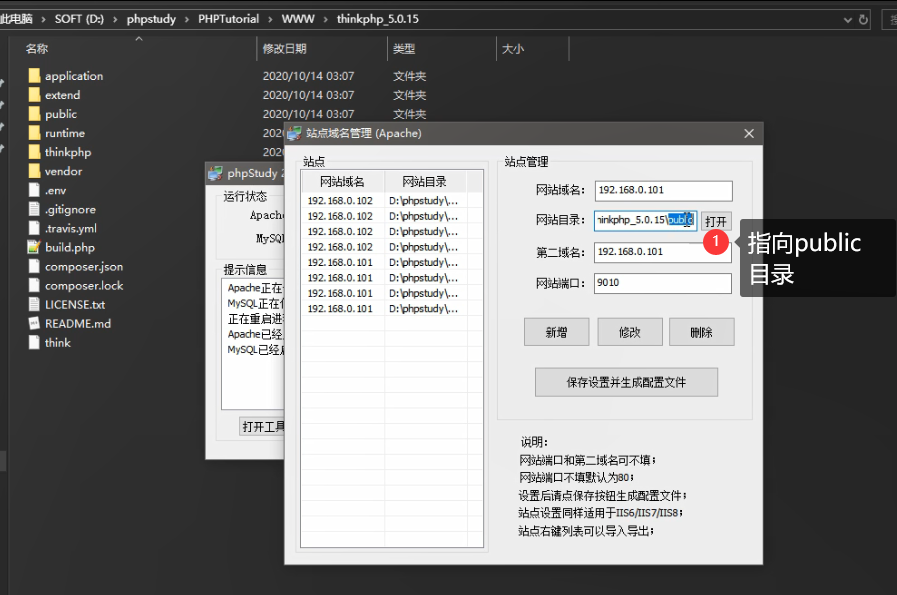 此电脑 › SOFT (D:) › phpstudy › PHPTutorial › WWW › thinkphp_5.0.15
名称 修改日期 类型 大小
application 2020/10/14 03:07 文件夹
extend 2020/10/14 03:07 文件夹
public 2020/10/14 03:07 文件夹
runtime 2020
thinkphp 2020
vendor
.env
.gitignore
.travis.yml
build.php
composer.json
composer.lock
LICENSE.txt
README.md
think
phpStudy 2
运行状态
Apache
MySQL
提示信息
Apache正在
MySQL正在
正在重启进
Apache已经
MySQL已经
打开工具
站点域名管理 (Apache)
站点
网站域名 网站目录
192.168.0.102 D:\phpstudy\...
192.168.0.102 D:\phpstudy\...
192.168.0.102 D:\phpstudy\...
192.168.0.102 D:\phpstudy\...
192.168.0.101 D:\phpstudy\...
192.168.0.101 D:\phpstudy\...
192.168.0.101 D:\phpstudy\...
192.168.0.101 D:\phpstudy\...
站点管理
网站域名： 192.168.0.101
网站目录： hinkphp_5.0.15\public 打开
第二域名： 192.168.0.101
网站端口： 9010
新增 修改 删除
保存设置并生成配置文件
说明：
网站端口和第二域名可不填；
网站端口不填默认为80；
设置后请点保存按钮生成配置文件；
站点设置同样适用于IIS6/IIS7/IIS8；
站点右键列表可以导入导出；
1
指向public
目录